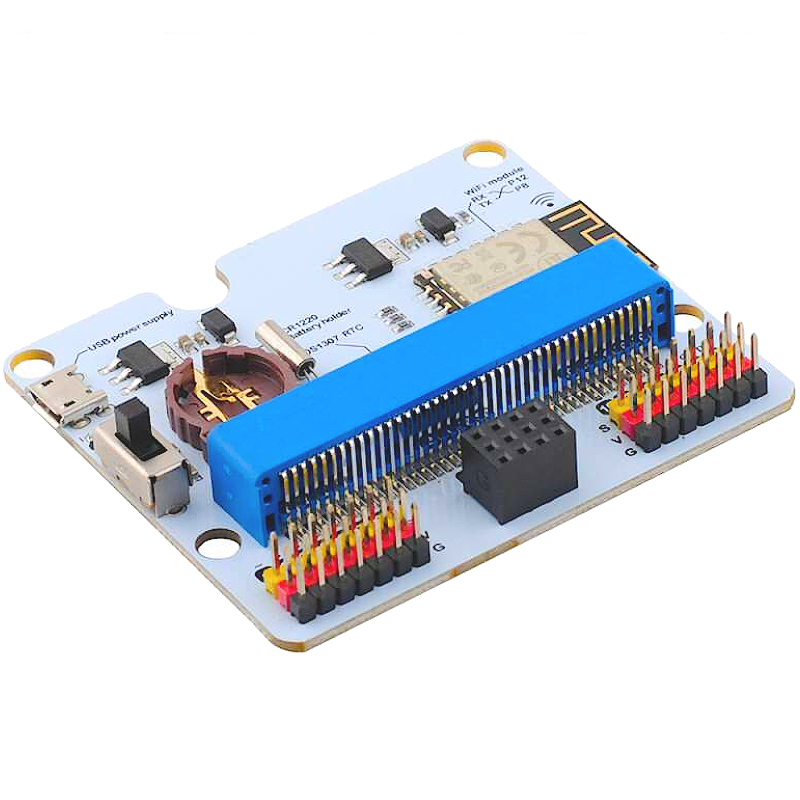 WiFi module
RX P12
TX P8
USB power supply
CR1220
battery holder
DS1307 RTC
S
V
G
G